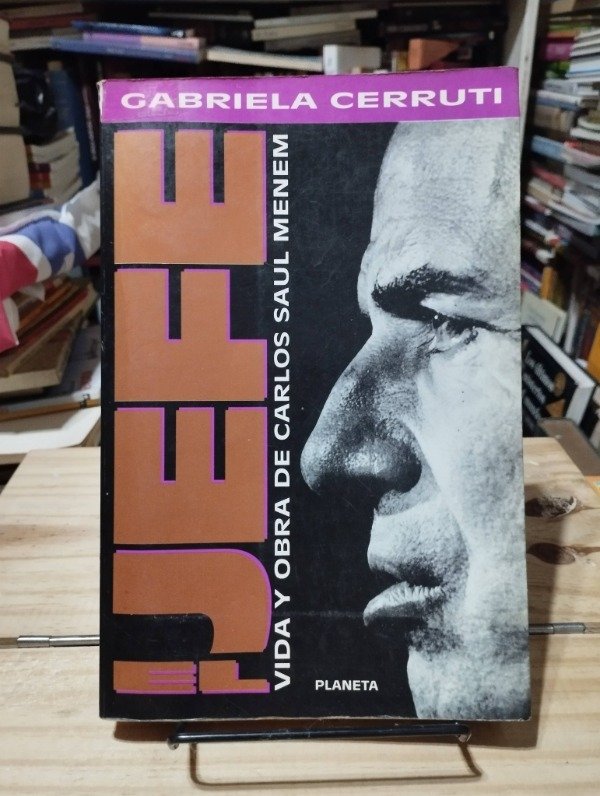 GABRIELA CERRUTI
EL JEFE
VIDA Y OBRA DE CARLOS SAUL MENEM
PLANETA